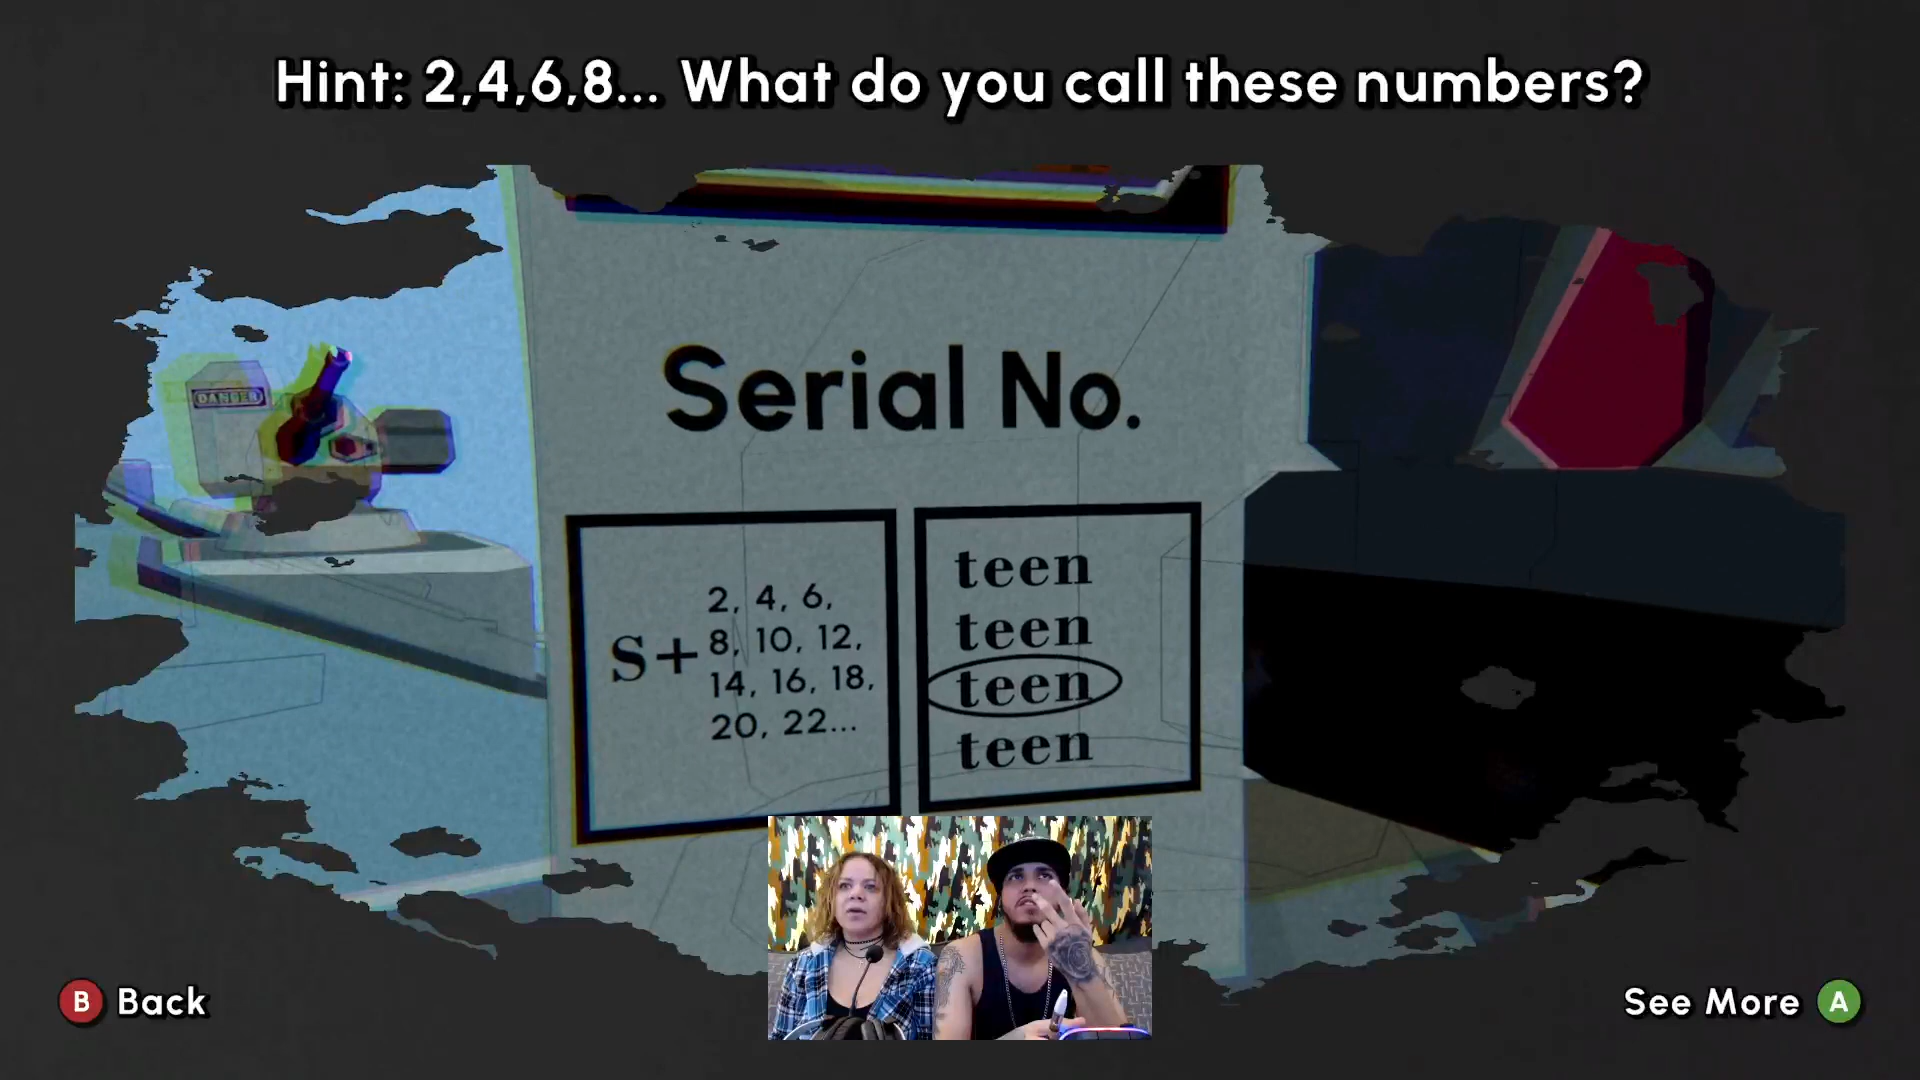 Hint: 2,4,6,8... What do you call these numbers?
DANGER
Serial No.
S+
2, 4, 6,
8, 10, 12,
14, 16, 18,
20, 22...
teen
teen
teen
teen
B Back
See More A